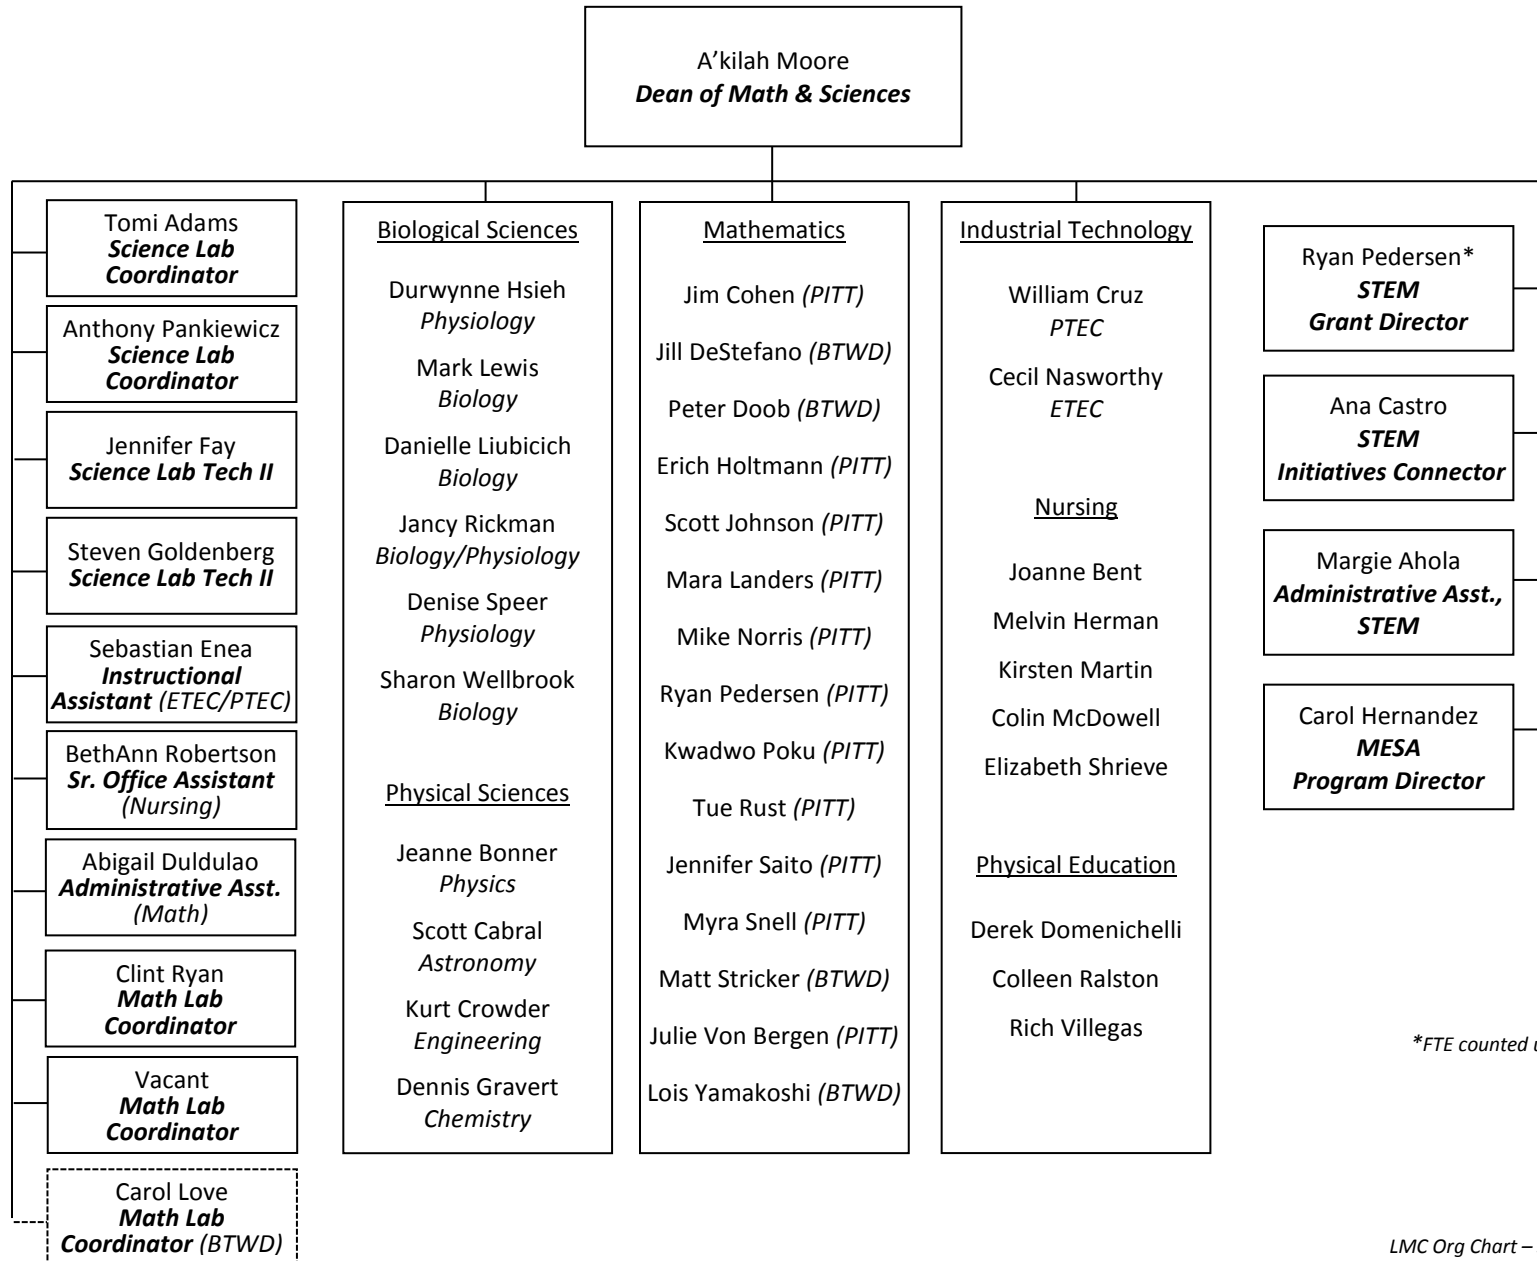 A’kilah Moore
Dean of Math & Sciences
Tomi Adams
Science Lab
Coordinator
Anthony Pankiewicz
Science Lab
Coordinator
Jennifer Fay
Science Lab Tech II
Steven Goldenberg
Science Lab Tech II
Sebastian Enea
Instructional
Assistant (ETEC/PTEC)
BethAnn Robertson
Sr. Office Assistant
(Nursing)
Abigail Duldulao
Administrative Asst.
(Math)
Clint Ryan
Math Lab
Coordinator
Vacant
Math Lab
Coordinator
Carol Love
Math Lab
Coordinator (BTWD)
Biological Sciences
Durwynne Hsieh
Physiology
Mark Lewis
Biology
Danielle Liubicich
Biology
Jancy Rickman
Biology/Physiology
Denise Speer
Physiology
Sharon Wellbrook
Biology
Physical Sciences
Jeanne Bonner
Physics
Scott Cabral
Astronomy
Kurt Crowder
Engineering
Dennis Gravert
Chemistry
Mathematics
Jim Cohen (PITT)
Jill DeStefano (BTWD)
Peter Doob (BTWD)
Erich Holtmann (PITT)
Scott Johnson (PITT)
Mara Landers (PITT)
Mike Norris (PITT)
Ryan Pedersen (PITT)
Kwadwo Poku (PITT)
Tue Rust (PITT)
Jennifer Saito (PITT)
Myra Snell (PITT)
Matt Stricker (BTWD)
Julie Von Bergen (PITT)
Lois Yamakoshi (BTWD)
Industrial Technology
William Cruz
PTEC
Cecil Nasworthy
ETEC
Nursing
Joanne Bent
Melvin Herman
Kirsten Martin
Colin McDowell
Elizabeth Shrieve
Physical Education
Derek Domenichelli
Colleen Ralston
Rich Villegas
Ryan Pedersen*
STEM
Grant Director
Ana Castro
STEM
Initiatives Connector
Margie Ahola
Administrative Asst.,
STEM
Carol Hernandez
MESA
Program Director
*FTE counted
LMC Org Chart –